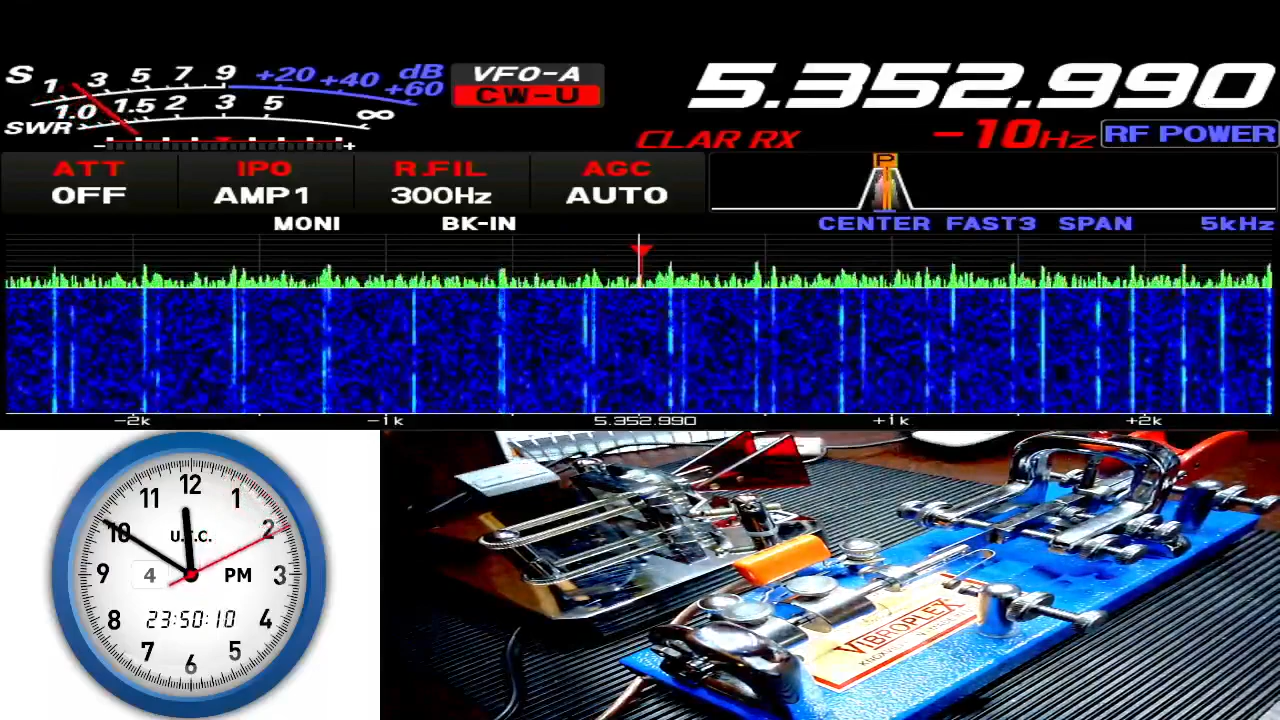 S 1 3 5 7 9 +20 +40 dB +60
VFO-A
CW-U
5.352.990
1.0 1.5 2 3 5 ∞
SWR
- +
CLAR RX -10Hz RF POWER
ATT IPO R.FIL AGC
OFF AMP1 300Hz AUTO
P
MONI BK-IN CENTER FAST3 SPAN 5kHz
-2k -1k 5.352.990 +1k +2k
12
11 1
10 U.T.C. 2
9 4 PM 3
8 23:50:10 4
7 5
6
VIBROPLEX